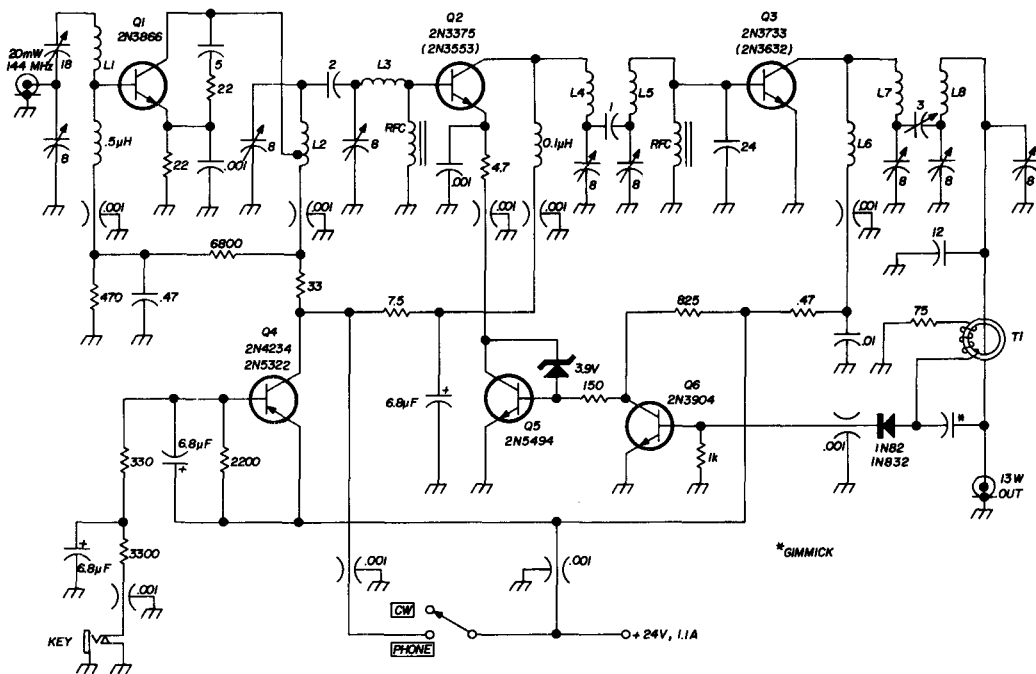 Q1
2N3866
Q2
2N3375
(2N3553)
Q3
2N3733
(2N3632)
20mW
144 MHz
18
L1
5
22
2
L3
L4
1
L5
L7
3
L8
8
.5µH
22
.001
8
L2
8
RFC
.001
4.7
0.1µH
8
8
RFC
24
L6
8
8
8
.001
.001
.001
.001
.001
6800
33
12
470
.47
7.5
825
.47
75
.01
T1
Q4
2N4234
2N5322
3.9V
150
Q6
2N3904
6.8µF
Q5
2N5494
*
330
6.8µF
2200
1k
.001
1N82
1N832
13W
OUT
6.8µF
3300
*GIMMICK
.001
.001
.001
CW
KEY
PHONE
+24V, 1.1A